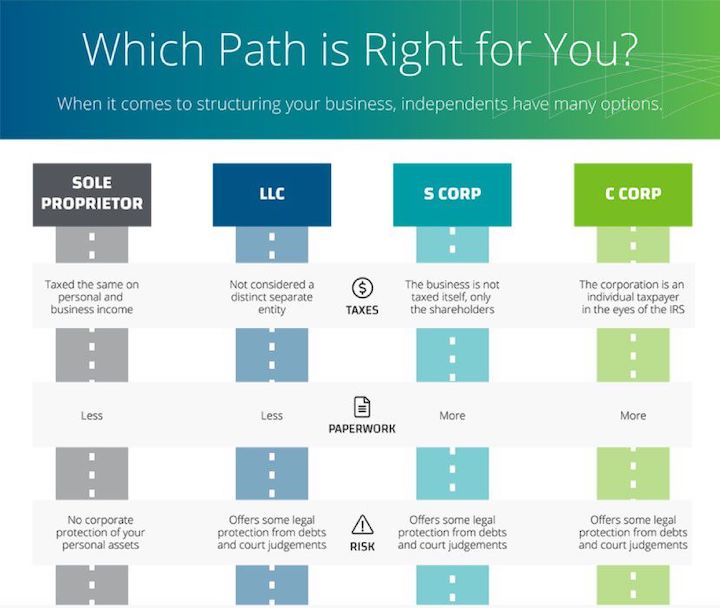 Which Path is Right for You?
When it comes to structuring your business, independents have many options.
SOLE
PROPRIETOR
LLC
S CORP
C CORP
Taxed the same on
personal and
business income
Not considered a
distinct separate
entity
TAXES
The business is not
taxed itself, only
the shareholders
The corporation is an
individual taxpayer
in the eyes of the IRS
Less
Less
PAPERWORK
More
More
No corporate
protection of your
personal assets
Offers some legal
protection from debts
and court judgements
RISK
Offers some legal
protection from debts
and court judgements
Offers some legal
protection from debts
and court judgements